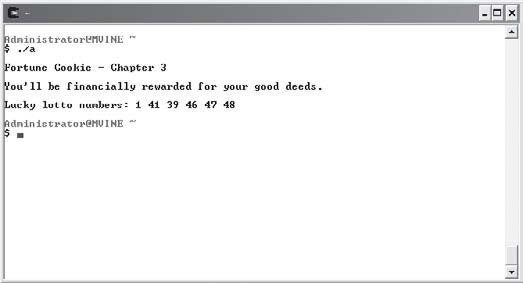 ~
Administrator@MVINE ~
$ ./a
Fortune Cookie - Chapter 3
You'll be financially rewarded for your good deeds.
Lucky lotto numbers: 1 41 39 46 47 48
Administrator@MVINE ~
$